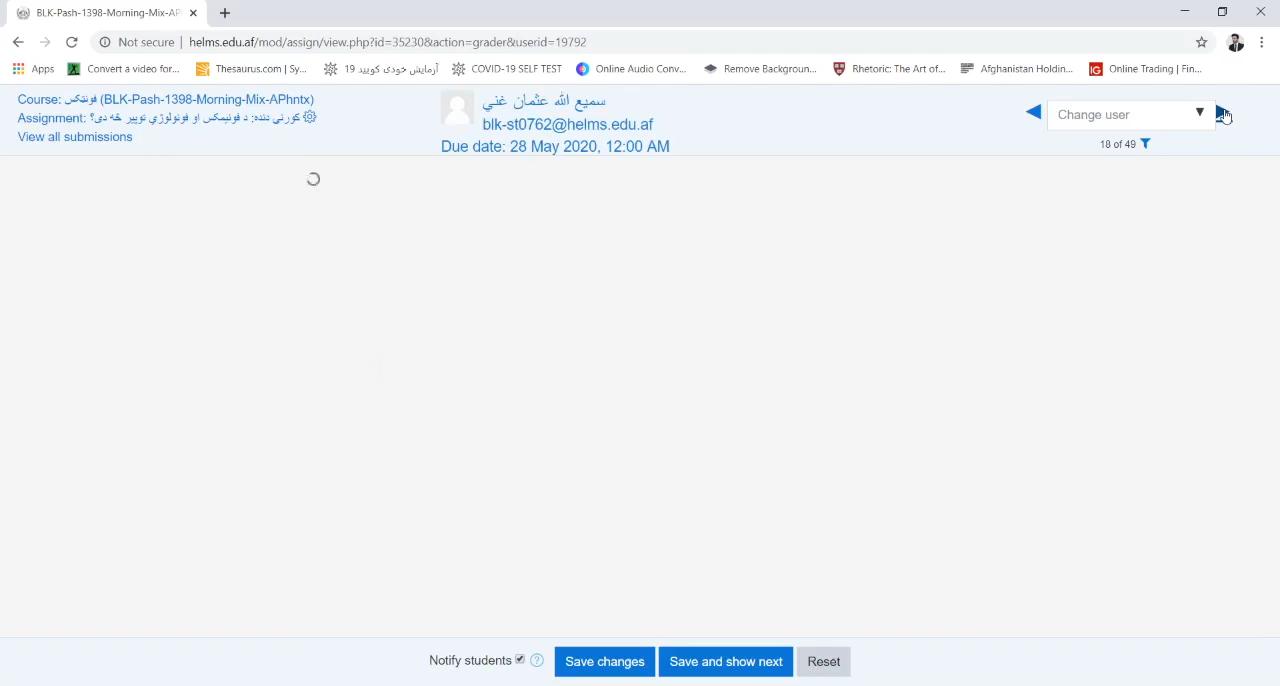 BLK-Pash-1398-Morning-Mix-APh
Not secure | helms.edu.af/mod/assign/view.php?id=35230&action=grader&userid=19792
Apps Convert a video for... Thesaurus.com | Sy... آزمایش خودی کوید 19 COVID-19 SELF TEST Online Audio Conv... Remove Backgroun... Rhetoric: The Art of... Afghanistan Holdin... Online Trading | Fin...
Course: فونټکس (BLK-Pash-1398-Morning-Mix-APhntx)
Assignment: کورنۍ دنده: د فونیمکس او فونولوژي توپیر څه دی؟
View all submissions
سميع الله عثمان غني
blk-st0762@helms.edu.af
Due date: 28 May 2020, 12:00 AM
Change user
18 of 49
Notify students ? Save changes Save and show next Reset